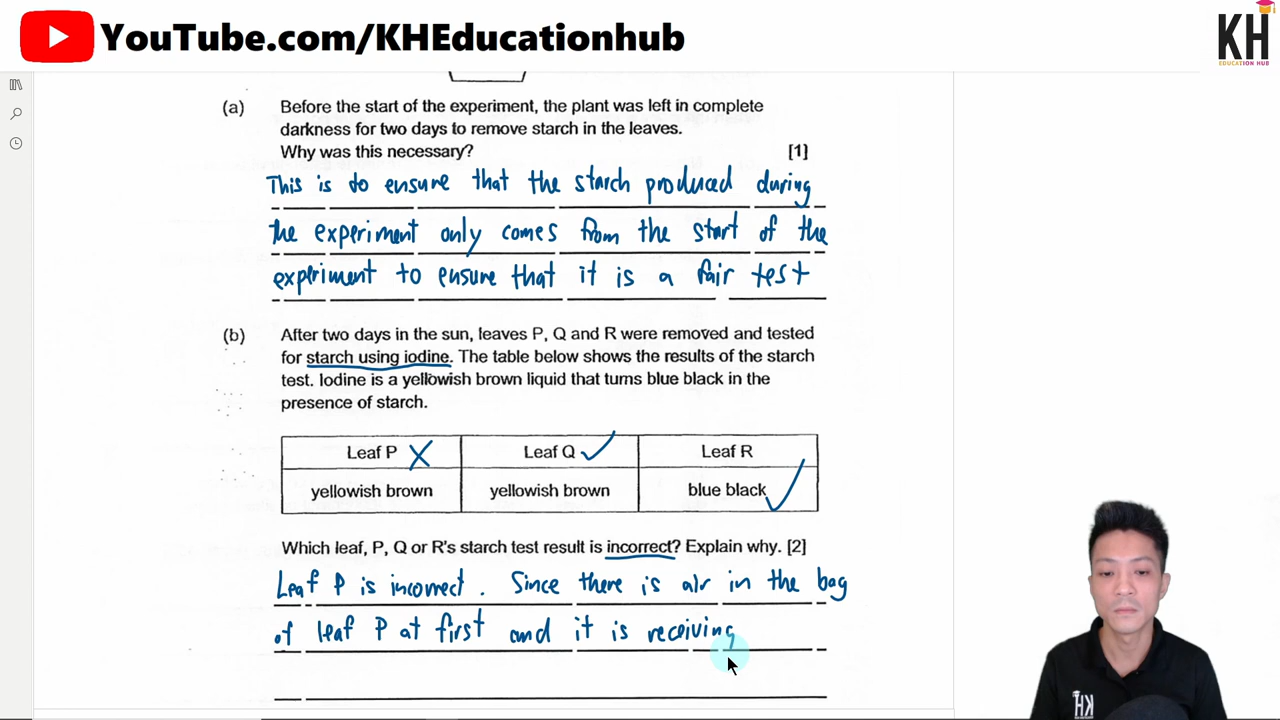 YouTube.com/KHEducationhub
KH
EDUCATION HUB
(a) Before the start of the experiment, the plant was left in complete
darkness for two days to remove starch in the leaves.
Why was this necessary? [1]
This is to ensure that the starch produced during
the experiment only comes from the start of the
experiment to ensure that it is a fair test
(b) After two days in the sun, leaves P, Q and R were removed and tested
for starch using iodine. The table below shows the results of the starch
test. Iodine is a yellowish brown liquid that turns blue black in the
presence of starch.
Leaf P Leaf Q Leaf R
yellowish brown yellowish brown blue black
Which leaf, P, Q or R's starch test result is incorrect? Explain why. [2]
Leaf P is incorrect. Since there is air in the bag
of leaf P at first and it is receiving
KH